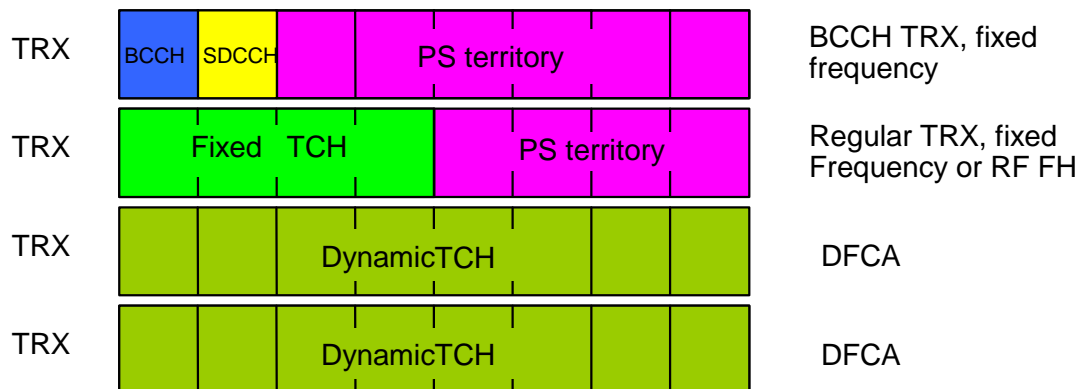 TRX BCCH SDCCH PS territory BCCH TRX, fixed
frequency
TRX Fixed TCH PS territory Regular TRX, fixed
Frequency or RF FH
TRX DynamicTCH DFCA
TRX DynamicTCH DFCA